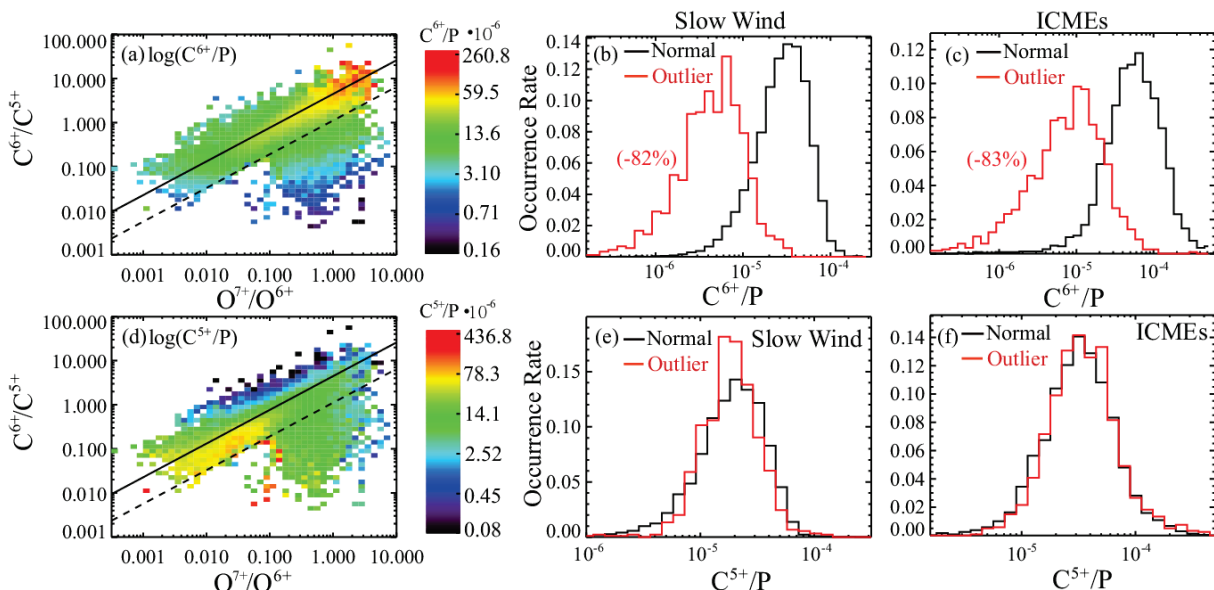 Slow Wind
ICMEs
(a) log(C⁶⁺/P)
C⁶⁺/P •10⁻⁶
100.000
10.000
1.000
0.100
0.010
0.001
C⁶⁺/C⁵⁺
0.001 0.010 0.100 1.000 10.000
O⁷⁺/O⁶⁺
260.8
59.5
13.6
3.10
0.71
0.16
(b)
Normal
Outlier
(-82%)
Occurrence Rate
0.14
0.12
0.10
0.08
0.06
0.04
0.02
0.00
10⁻⁶ 10⁻⁵ 10⁻⁴
C⁶⁺/P
(c)
Normal
Outlier
(-83%)
0.12
0.10
0.08
0.06
0.04
0.02
0.00
10⁻⁶ 10⁻⁵ 10⁻⁴
C⁶⁺/P
(d) log(C⁵⁺/P)
C⁵⁺/P •10⁻⁶
100.000
10.000
1.000
0.100
0.010
0.001
C⁶⁺/C⁵⁺
0.001 0.010 0.100 1.000 10.000
O⁷⁺/O⁶⁺
436.8
78.3
14.1
2.52
0.45
0.08
(e)
Normal
Outlier
Slow Wind
Occurrence Rate
0.15
0.10
0.05
0.00
10⁻⁶ 10⁻⁵ 10⁻⁴
C⁵⁺/P
(f)
Normal
Outlier
ICMEs
0.14
0.12
0.10
0.08
0.06
0.04
0.02
0.00
10⁻⁵ 10⁻⁴
C⁵⁺/P